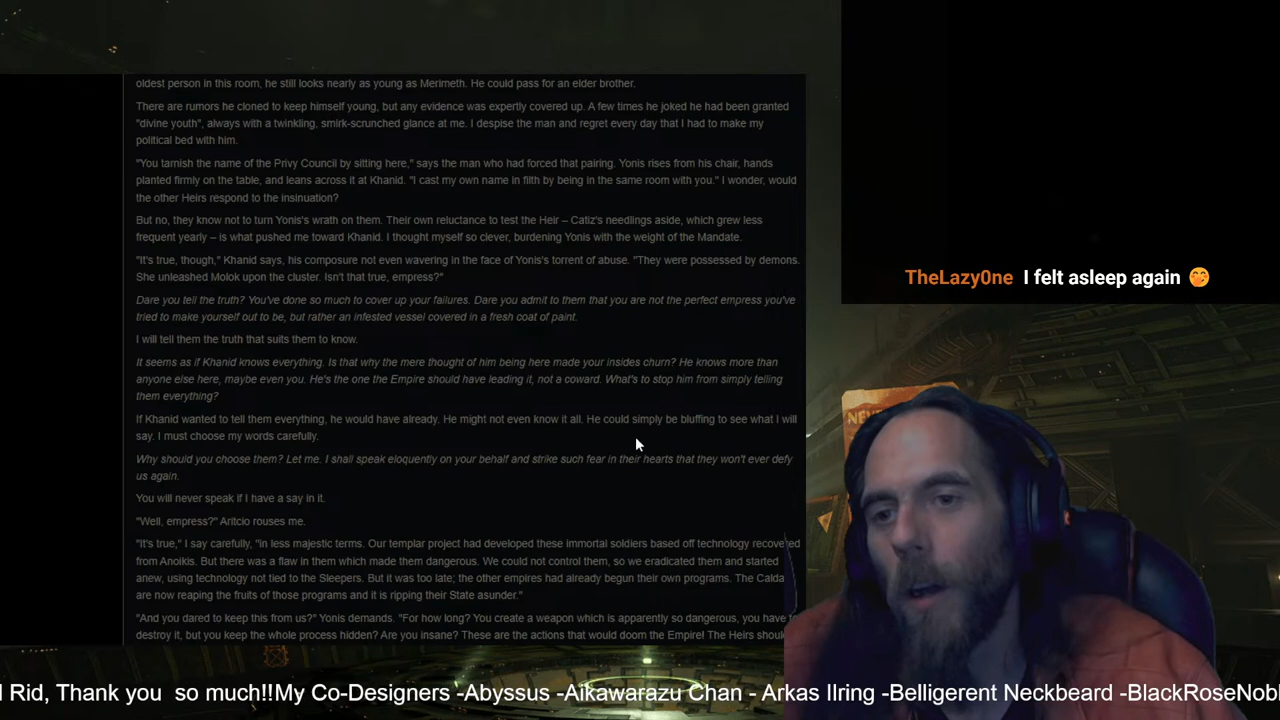 oldest person in this room, he still looks nearly as young as Merimeth. He could pass for an elder brother.
There are rumors he cloned to keep himself young, but any evidence was expertly covered up. A few times he joked he had been granted
"divine youth", always with a twinkling, smirk-scrunched glance at me. I despise the man and regret every day that I had to make my
political bed with him.
"You tarnish the name of the Privy Council by sitting here," says the man who had forced that pairing. Yonis rises from his chair, hands
planted firmly on the table, and leans across it at Khanid. "I cast my own name in filth by being in the same room with you." I wonder, would
the other Heirs respond to the insinuation?
But no, they know not to turn Yonis's wrath on them. Their own reluctance to test the Heir – Catiz's needlings aside, which grew less
frequent yearly – is what pushed me toward Khanid. I thought myself so clever, burdening Yonis with the weight of the Mandate.
"It's true, though," Khanid says, his composure not even wavering in the face of Yonis's torrent of abuse. "They were possessed by demons.
She unleashed Molok upon the cluster. Isn't that true, empress?"
Dare you tell the truth? You've done so much to cover up your failures. Dare you admit to them that you are not the perfect empress you've
tried to make yourself out to be, but rather an infested vessel covered in a fresh coat of paint.
I will tell them the truth that suits them to know.
It seems as if Khanid knows everything. Is that why the mere thought of him being here made your insides churn? He knows more than
anyone else here, maybe even you. He's the one the Empire should have leading it, not a coward. What's to stop him from simply telling
them everything?
If Khanid wanted to tell them everything, he would have already. He might not even know it all. He could simply be bluffing to see what I will
say. I must choose my words carefully.
Why should you choose them? Let me. I shall speak eloquently on your behalf and strike such fear in their hearts that they won't ever defy
us again.
You will never speak if I have a say in it.
"Well, empress?" Aritcio rouses me.
"It's true," I say carefully, "in less majestic terms. Our templar project had developed these immortal soldiers based off technology recovered
from Anoikis. But there was a flaw in them which made them dangerous. We could not control them, so we eradicated them and started
anew, using technology not tied to the Sleepers. But it was too late; the other empires had already begun their own programs. The Calda
are now reaping the fruits of those programs and it is ripping their State asunder."
"And you dared to keep this from us?" Yonis demands. "For how long? You create a weapon which is apparently so dangerous, you have t
destroy it, but you keep the whole process hidden? Are you insane? These are the actions that would doom the Empire! The Heirs shoul
TheLazy0ne I felt asleep again 🤭
NEV
l Rid, Thank you so much!!My Co-Designers -Abyssus -Aikawarazu Chan - Arkas Ilring -Belligerent Neckbeard -BlackRoseNobl